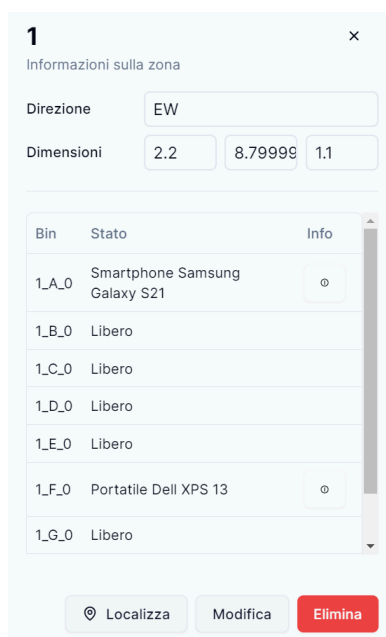 1
Informazioni sulla zona
Direzione EW
Dimensioni 2.2 8.79999 1.1
Bin Stato Info
1_A_0 Smartphone Samsung
Galaxy S21
1_B_0 Libero
1_C_0 Libero
1_D_0 Libero
1_E_0 Libero
1_F_0 Portatile Dell XPS 13
1_G_0 Libero
Localizza Modifica Elimina